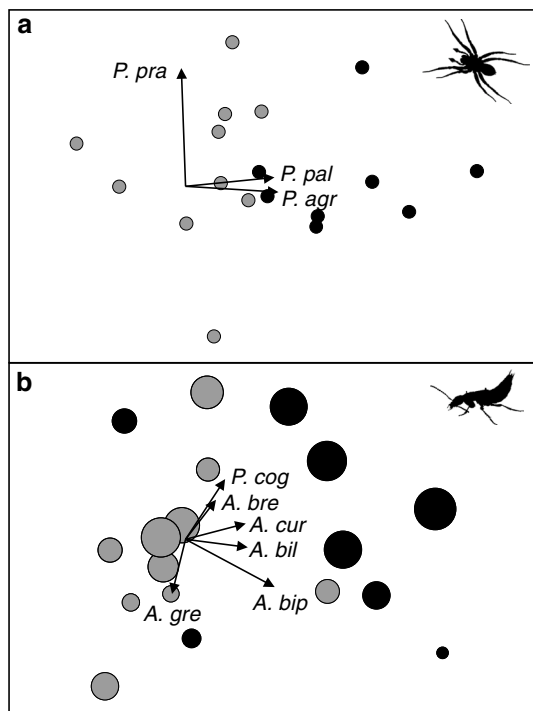 a
P. pra
P. pal
P. agr
b
P. cog
A. bre
A. cur
A. bil
A. bip
A. gre